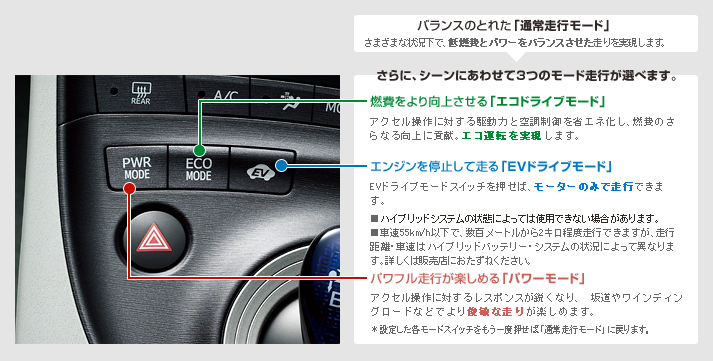 バランスのとれた「通常走行モード」
さまざまな状況下で、低燃費とパワーをバランスさせた走りを実現します。
さらに、シーンにあわせて3つのモード走行が選べます。
燃費をより向上させる「エコドライブモード」
アクセル操作に対する駆動力と空調制御を省エネ化し、燃費のさ
らなる向上に貢献。エコ運転を実現します。
エンジンを停止して走る「EVドライブモード」
EVドライブモードスイッチを押せば、モーターのみで走行できま
す。
■ハイブリッドシステムの状態によっては使用できない場合があります。
■車速55km/h以下で、数百メートルから2キロ程度走行できますが、走行
距離・車速はハイブリッドバッテリー・システムの状況によって異なりま
す。詳しくは販売店におたずねください。
パワフル走行が楽しめる「パワーモード」
アクセル操作に対するレスポンスが鋭くなり、 坂道やワインディン
グロードなどでより俊敏な走りが楽しめます。
＊設定した各モードスイッチをもう一度押せば「通常走行モード」に戻ります。
REAR
A/C
MO
PWR
MODE
ECO
MODE
EV